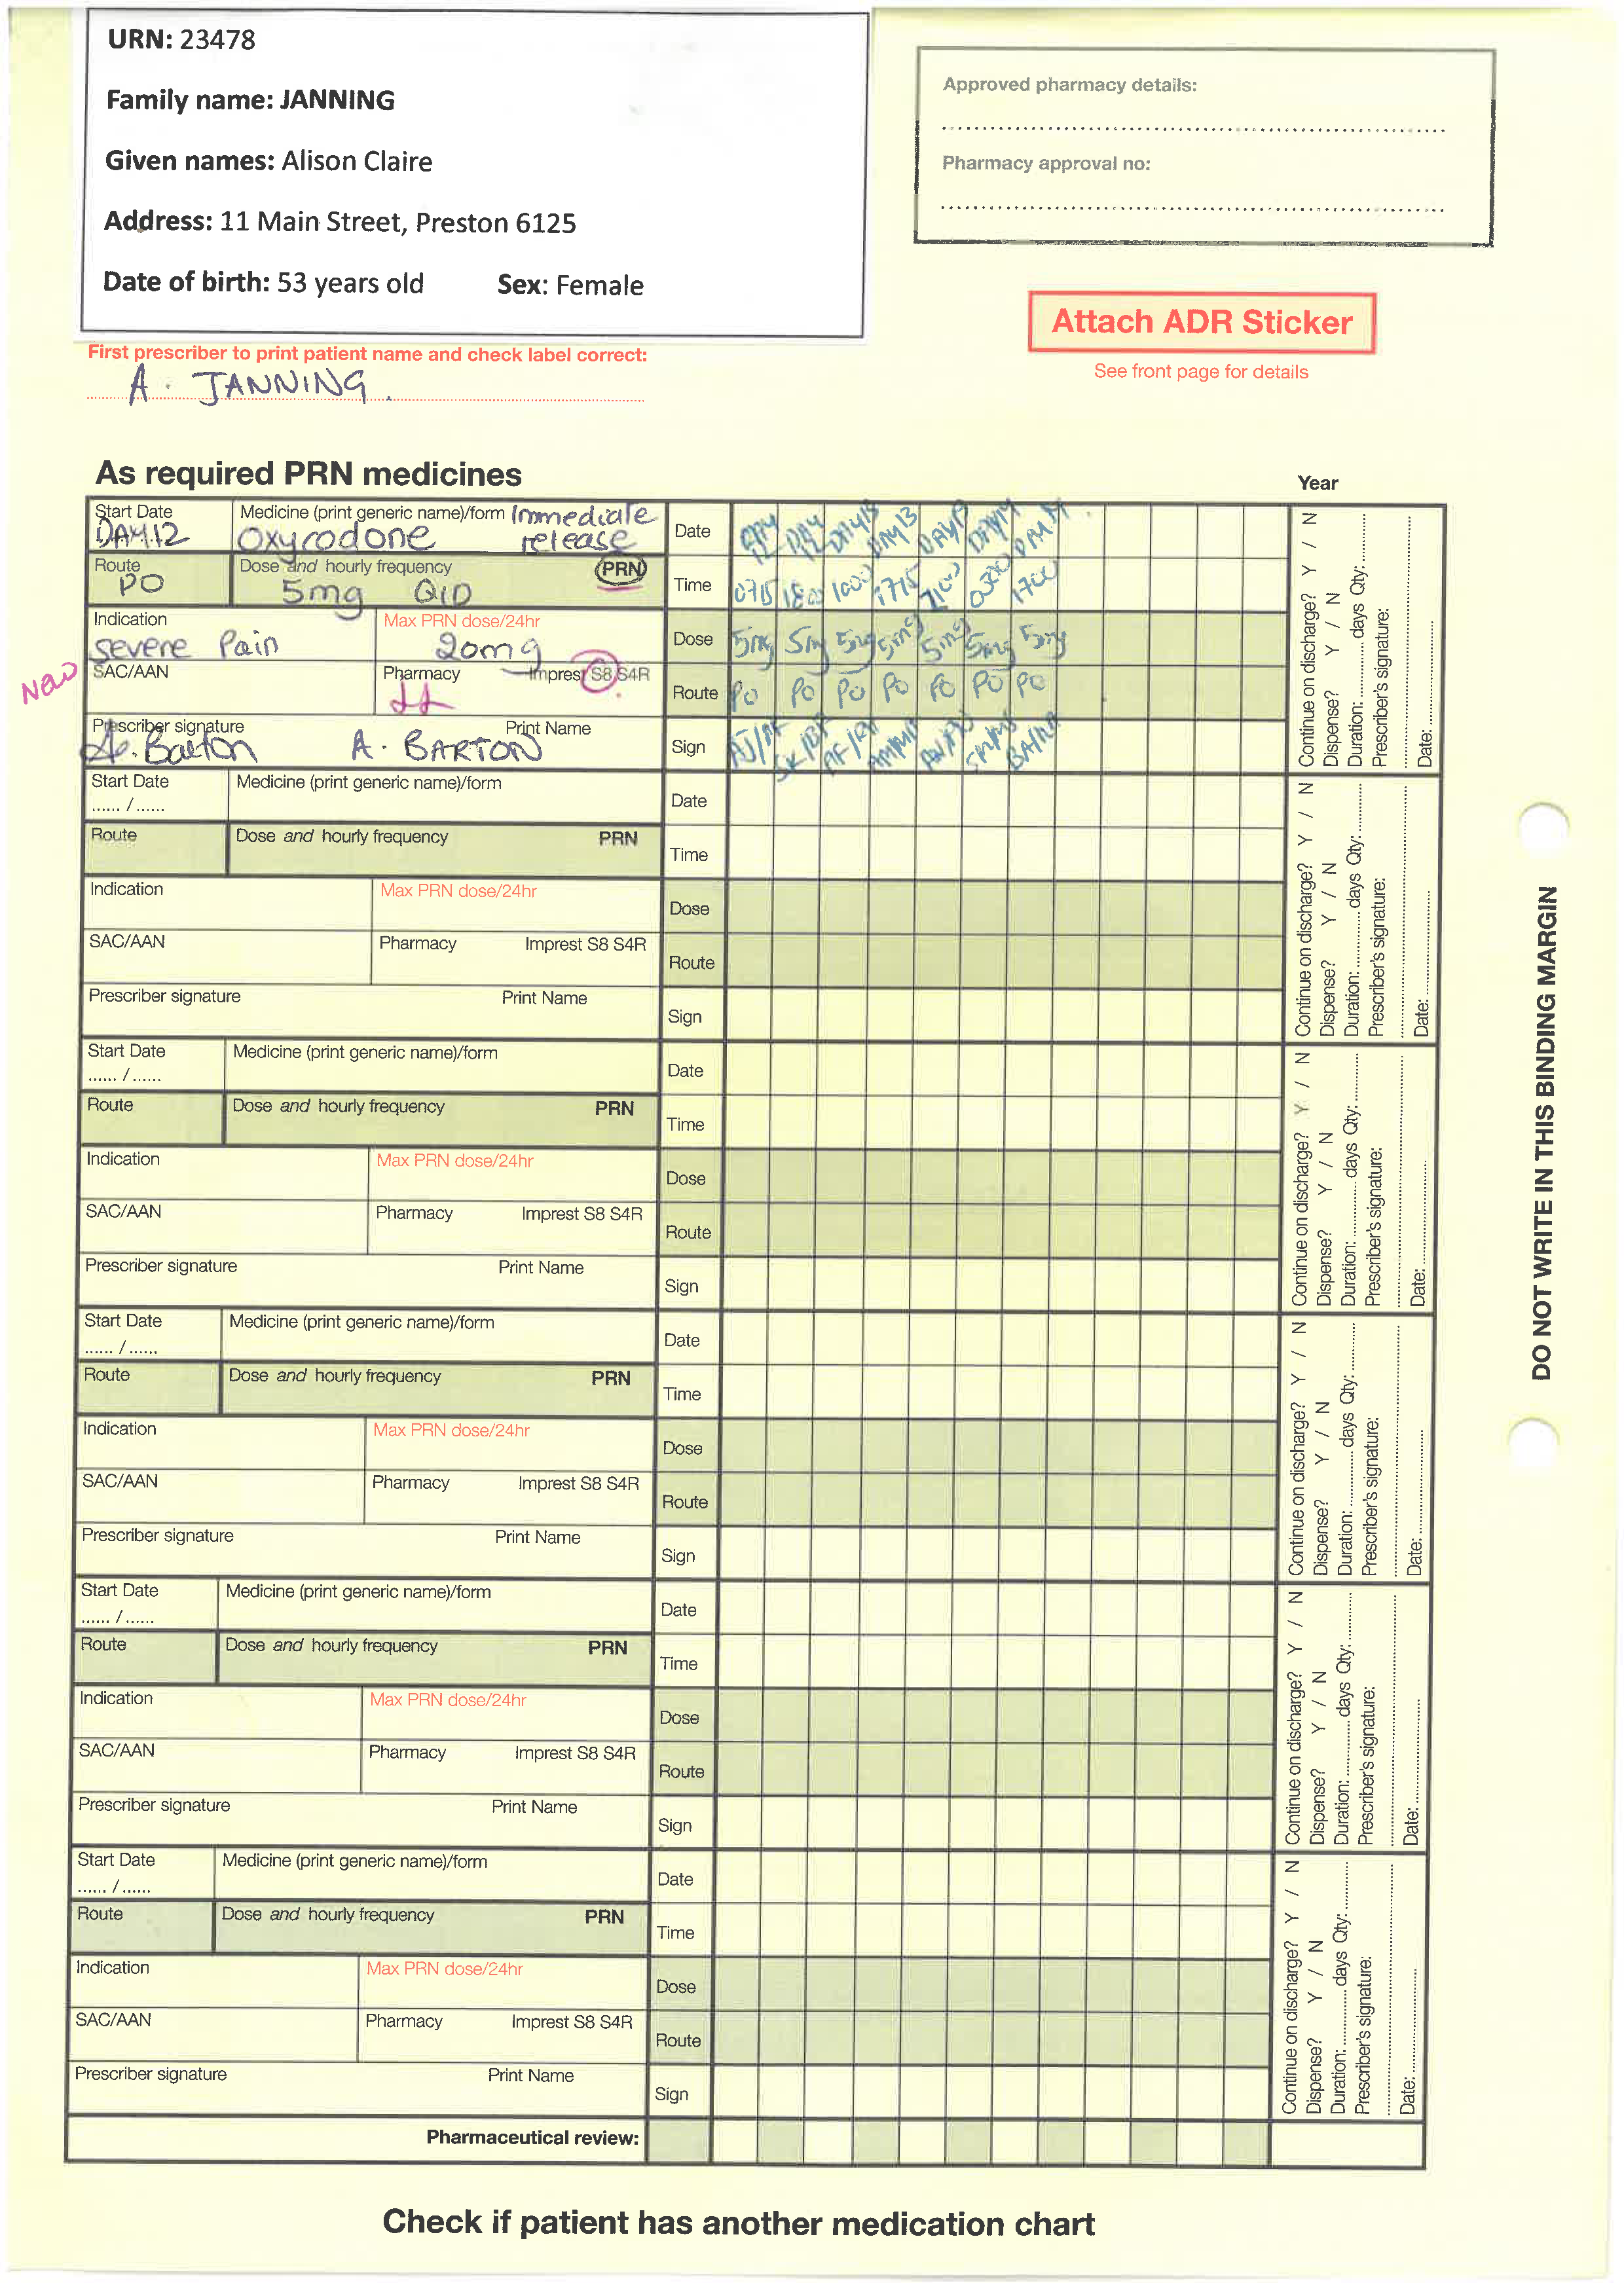 URN: 23478
Family name: JANNING
Given names: Alison Claire
Address: 11 Main Street, Preston 6125
Date of birth: 53 years old Sex: Female
First prescriber to print patient name and check label correct:
A. JANNING.
Approved pharmacy details:
Pharmacy approval no:
Attach ADR Sticker
See front page for details
As required PRN medicines
Year
Start Date Medicine (print generic name)/form Immediate
DAY 12 Oxycodone release
Route Dose and hourly frequency PRN
PO 5mg QID
Indication Max PRN dose/24hr
severe Pain 20mg
New SAC/AAN Pharmacy Imprest S8 S4R
Prescriber signature Print Name
A. Barton A. BARTON
Date DAY 12 DAY 12 DAY 13 DAY 13 DAY 13 DAY 14
Time 0715 1800 1000 1715 2100 0300 1700
Dose 5mg 5mg 5mg 5mg 5mg 5mg 5mg
Route PO PO PO PO PO PO PO
Sign
Continue on discharge? Y / N
Dispense? Y / N
Duration: days Qty:
Prescriber's signature:
Date:
Start Date Medicine (print generic name)/form
...... / ......
Route Dose and hourly frequency PRN
Indication Max PRN dose/24hr
SAC/AAN Pharmacy Imprest S8 S4R
Prescriber signature Print Name
Date
Time
Dose
Route
Sign
Continue on discharge? Y / N
Dispense? Y / N
Duration: days Qty:
Prescriber's signature:
Date:
Start Date Medicine (print generic name)/form
...... / ......
Route Dose and hourly frequency PRN
Indication Max PRN dose/24hr
SAC/AAN Pharmacy Imprest S8 S4R
Prescriber signature Print Name
Date
Time
Dose
Route
Sign
Continue on discharge? Y / N
Dispense? Y / N
Duration: days Qty:
Prescriber's signature:
Date:
Start Date Medicine (print generic name)/form
...... / ......
Route Dose and hourly frequency PRN
Indication Max PRN dose/24hr
SAC/AAN Pharmacy Imprest S8 S4R
Prescriber signature Print Name
Date
Time
Dose
Route
Sign
Continue on discharge? Y / N
Dispense? Y / N
Duration: days Qty:
Prescriber's signature:
Date:
Start Date Medicine (print generic name)/form
...... / ......
Route Dose and hourly frequency PRN
Indication Max PRN dose/24hr
SAC/AAN Pharmacy Imprest S8 S4R
Prescriber signature Print Name
Date
Time
Dose
Route
Sign
Continue on discharge? Y / N
Dispense? Y / N
Duration: days Qty:
Prescriber's signature:
Date:
Start Date Medicine (print generic name)/form
...... / ......
Route Dose and hourly frequency PRN
Indication Max PRN dose/24hr
SAC/AAN Pharmacy Imprest S8 S4R
Prescriber signature Print Name
Date
Time
Dose
Route
Sign
Continue on discharge? Y / N
Dispense? Y / N
Duration: days Qty:
Prescriber's signature:
Date:
Pharmaceutical review:
DO NOT WRITE IN THIS BINDING MARGIN
Check if patient has another medication chart